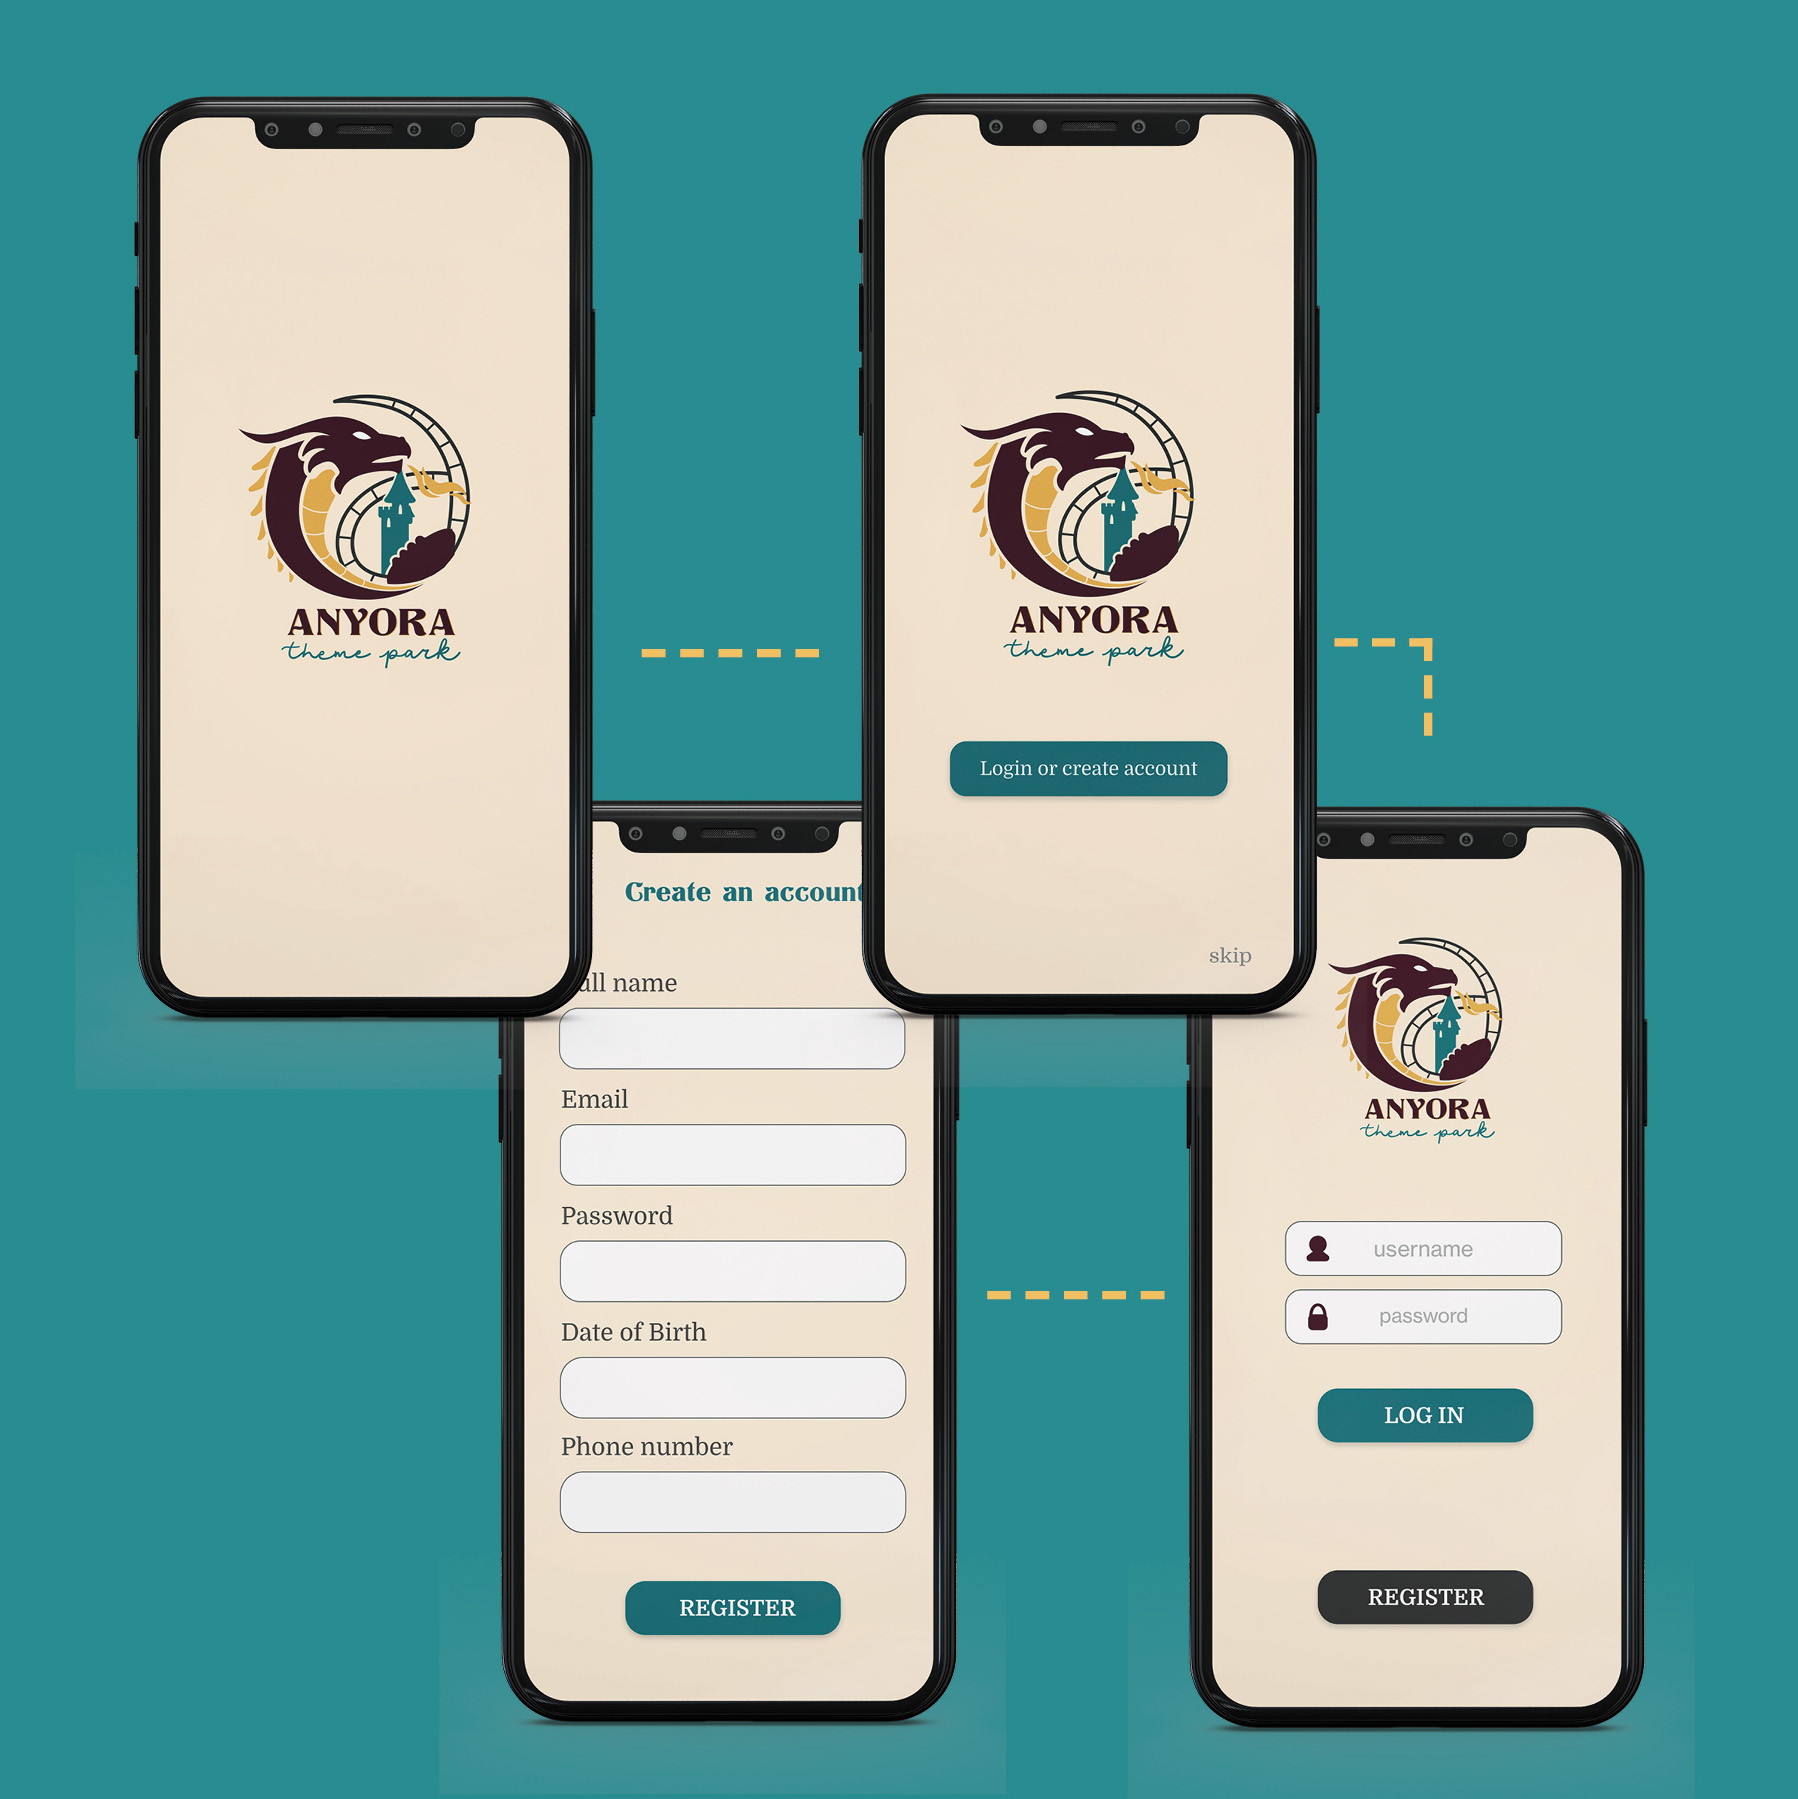 ANYORA
theme park
ANYORA
theme park
Login or create account
skip
Create an account
ull name
Email
Password
Date of Birth
Phone number
REGISTER
ANYORA
theme park
username
password
LOG IN
REGISTER